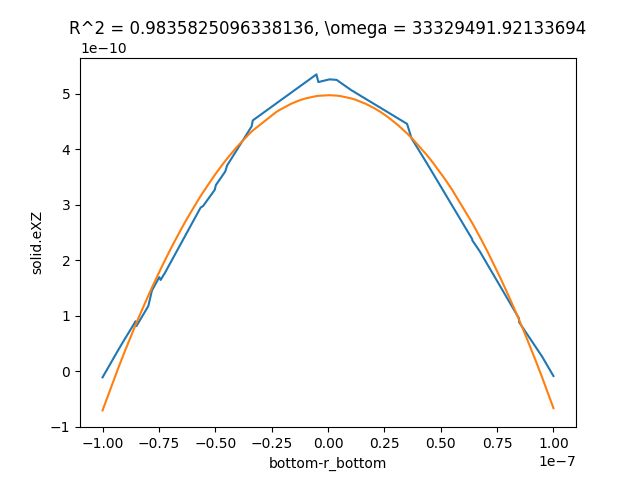 R^2 = 0.9835825096338136, \omega = 33329491.92133694
1e−10
5
4
3
2
1
0
−1
solid.eXZ
−1.00 −0.75 −0.50 −0.25 0.00 0.25 0.50 0.75 1.00
bottom-r_bottom
1e−7